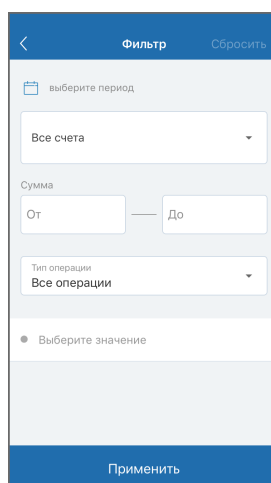 Фильтр Сбросить
выберите период
Все счета
Сумма
От До
Тип операции
Все операции
Выберите значение
Применить